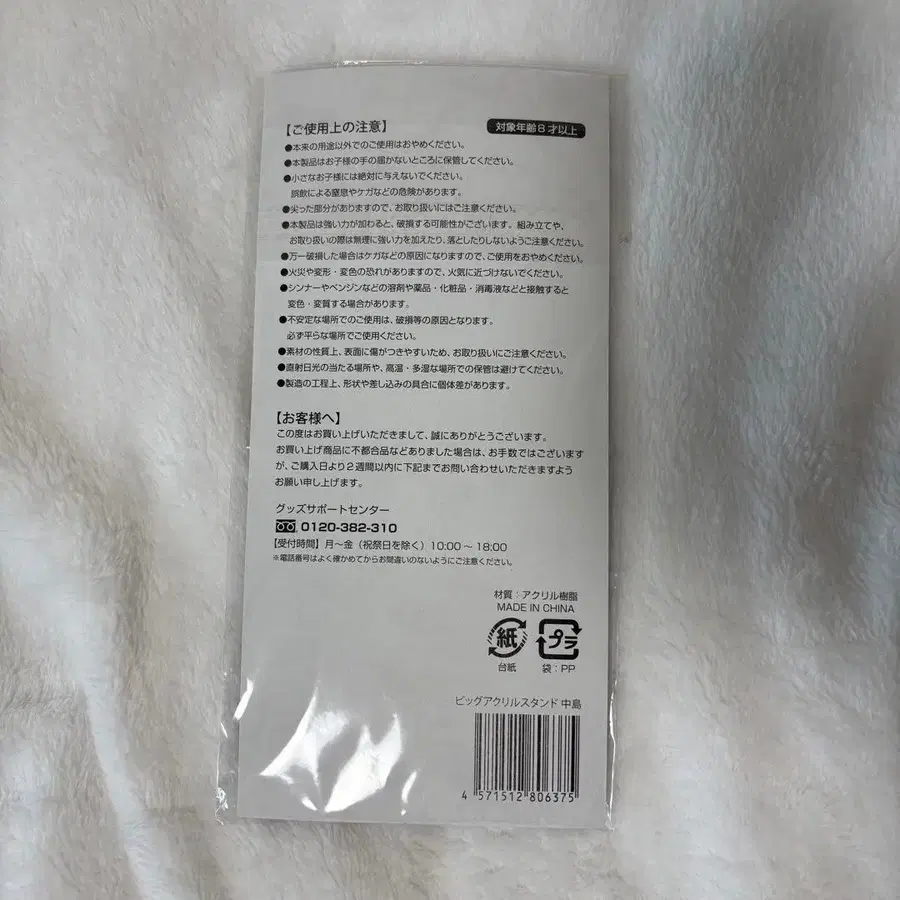 【ご使用上の注意】
対象年齢8才以上
●本来の用途以外でのご使用はおやめください。
●本製品はお子様の手の届かないところに保管してください。
●小さなお子様には絶対に与えないでください。
誤飲による窒息やケガなどの危険があります。
●尖った部分がありますので、お取り扱いにはご注意ください。
●本製品は強い力が加わると、破損する可能性がございます。組み立てや、
お取り扱いの際は無理に強い力を加えたり、落としたりしないようご注意ください。
●万一破損した場合はケガなどの原因になりますので、ご使用をおやめください。
●火災や変形・変色の恐れがありますので、火気に近づけないでください。
●シンナーやベンジンなどの溶剤や薬品・化粧品・消毒液などと接触すると
変色・変質する場合があります。
●不安定な場所でのご使用は、破損等の原因となります。
必ず平らな場所でご使用ください。
●素材の性質上、表面に傷がつきやすいため、お取り扱いにご注意ください。
●直射日光の当たる場所や、高温・多湿な場所での保管は避けてください。
●製造の工程上、形状や差し込みの具合に個体差があります。
【お客様へ】
この度はお買い上げいただきまして、誠にありがとうございます。
お買い上げ商品に不都合品などありました場合は、お手数ではございます
が、ご購入日より2週間以内に下記までお問い合わせいただきますよう
お願い申し上げます。
グッズサポートセンター
0120-382-310
【受付時間】月～金（祝祭日を除く）10:00～18:00
※電話番号はよく確かめてからお間違いのないようにご注意ください。
材質：アクリル樹脂
MADE IN CHINA
紙 プラ
台紙 袋：PP
ビッグアクリルスタンド 中島
4 571512 806375